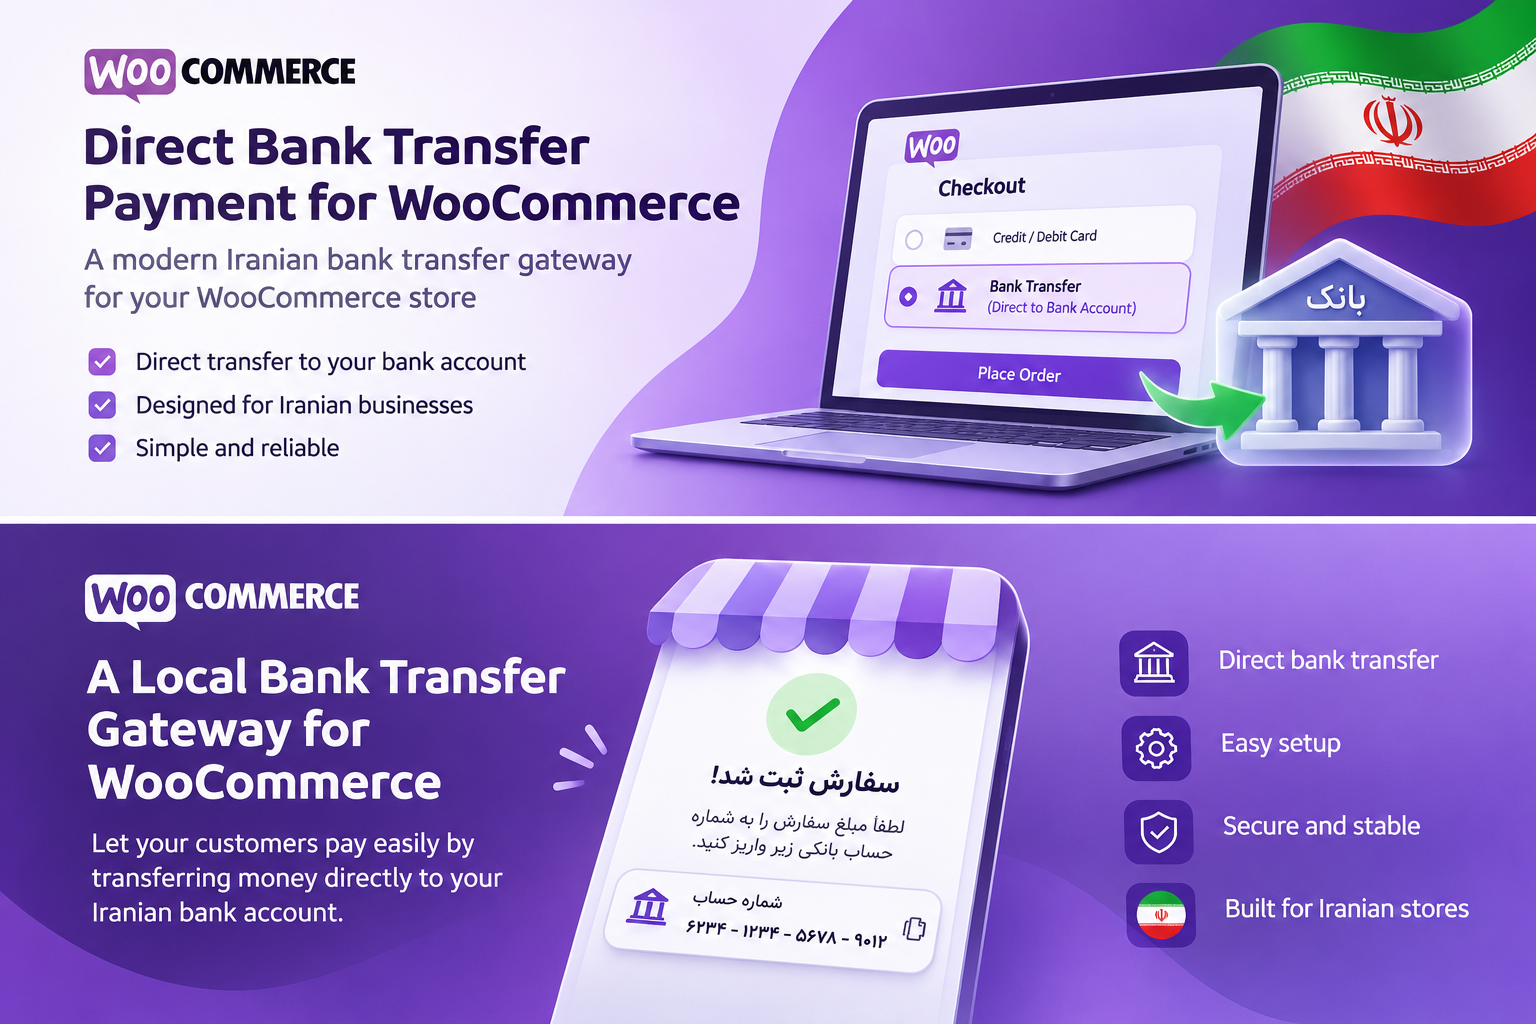 WOO COMMERCE
Direct Bank Transfer
Payment for WooCommerce
A modern Iranian bank transfer gateway
for your WooCommerce store
Direct transfer to your bank account
Designed for Iranian businesses
Simple and reliable
WOO
Checkout
Credit / Debit Card
Bank Transfer
(Direct to Bank Account)
Place Order
بانک
WOO COMMERCE
A Local Bank Transfer
Gateway for
WooCommerce
Let your customers pay easily by
transferring money directly to your
Iranian bank account.
سفارش ثبت شد!
لطفاً مبلغ سفارش را به شماره
حساب بانکی زیر واریز کنید.
شماره حساب
۶۲۳۴ - ۱۲۳۴ - ۵۶۷۸ - ۹۰۱۲
Direct bank transfer
Easy setup
Secure and stable
Built for Iranian stores